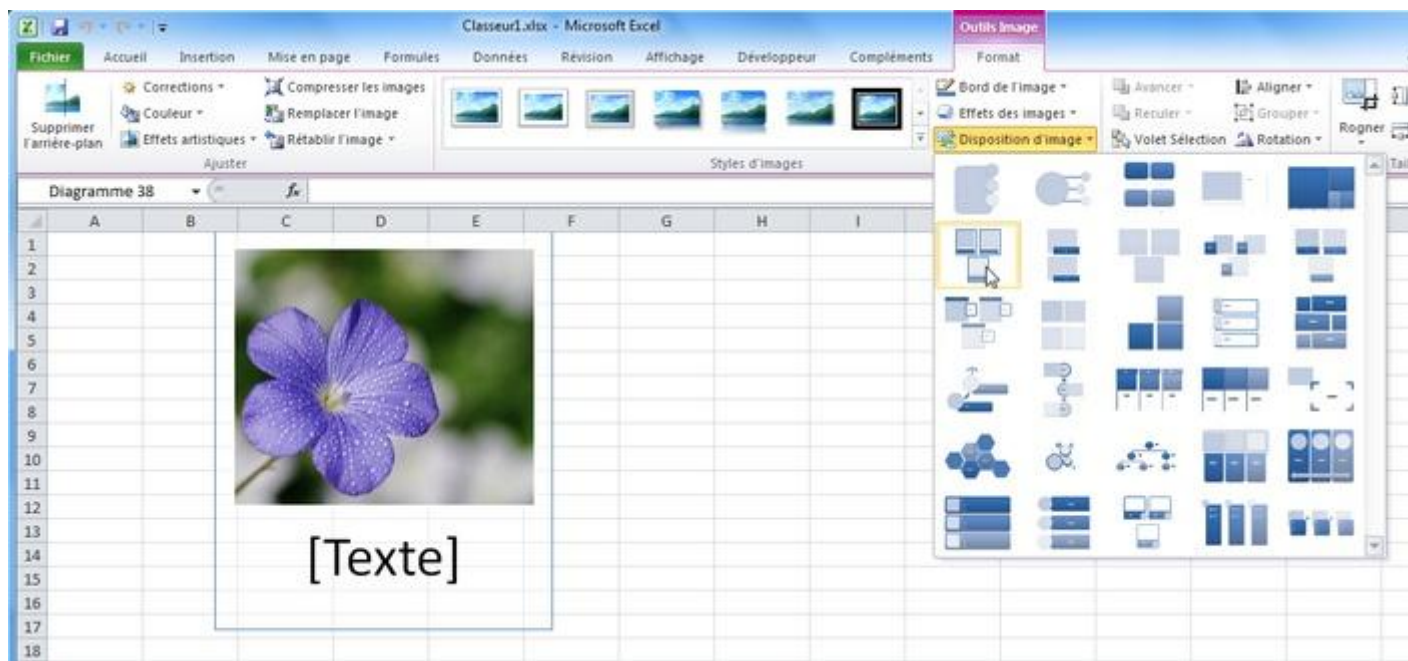 Classeur1.xlsx - Microsoft Excel
Outils Image
Fichier Accueil Insertion Mise en page Formules Données Révision Affichage Développeur Compléments Format
Supprimer
l'arrière-plan
Corrections
Couleur
Effets artistiques
Compresser les images
Remplacer l'image
Rétablir l'image
Ajuster
Styles d'images
Bord de l'image
Effets des images
Disposition d'image
Avancer
Reculer
Volet Sélection
Aligner
Grouper
Rotation
Rogner
Tai
Diagramme 38
fx
A B C D E F G H I
1
2
3
4
5
6
7
8
9
10
11
12
13
14
15
16
17
18
[Texte]